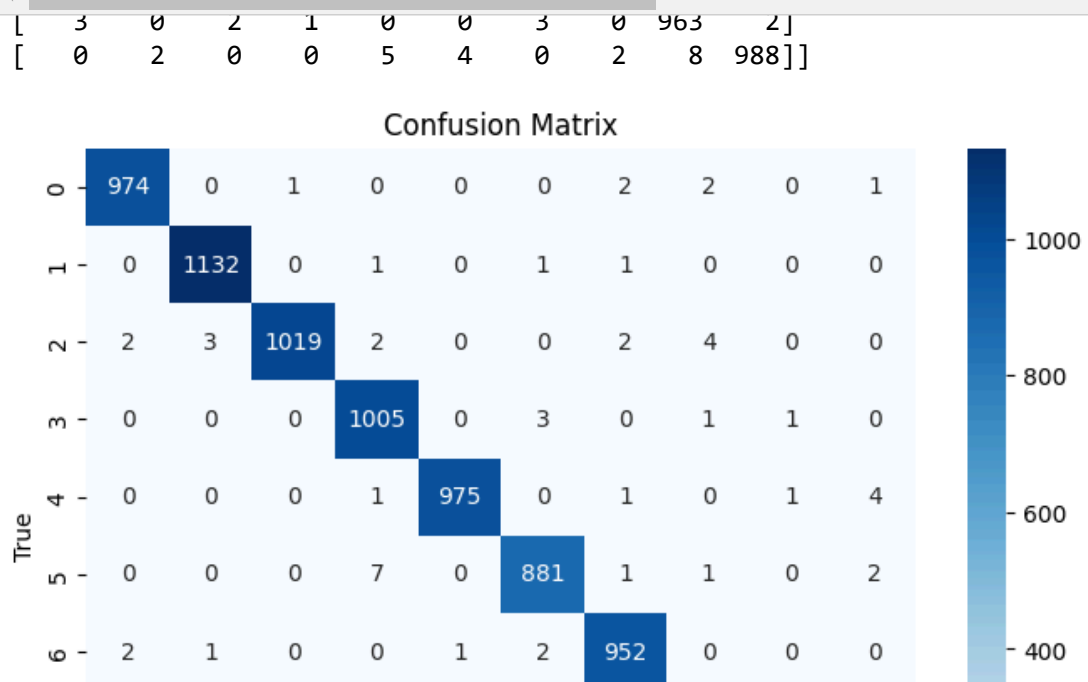 [ 3 0 2 1 0 0 3 0 963 2]
[ 0 2 0 0 5 4 0 2 8 988]]
Confusion Matrix
0 974 0 1 0 0 0 2 2 0 1
1 0 1132 0 1 0 1 1 0 0 0
1000
2 2 3 1019 2 0 0 2 4 0 0
800
3 0 0 0 1005 0 3 0 1 1 0
4 0 0 0 1 975 0 1 0 1 4
600
True
5 0 0 0 7 0 881 1 1 0 2
6 2 1 0 0 1 2 952 0 0 0
400